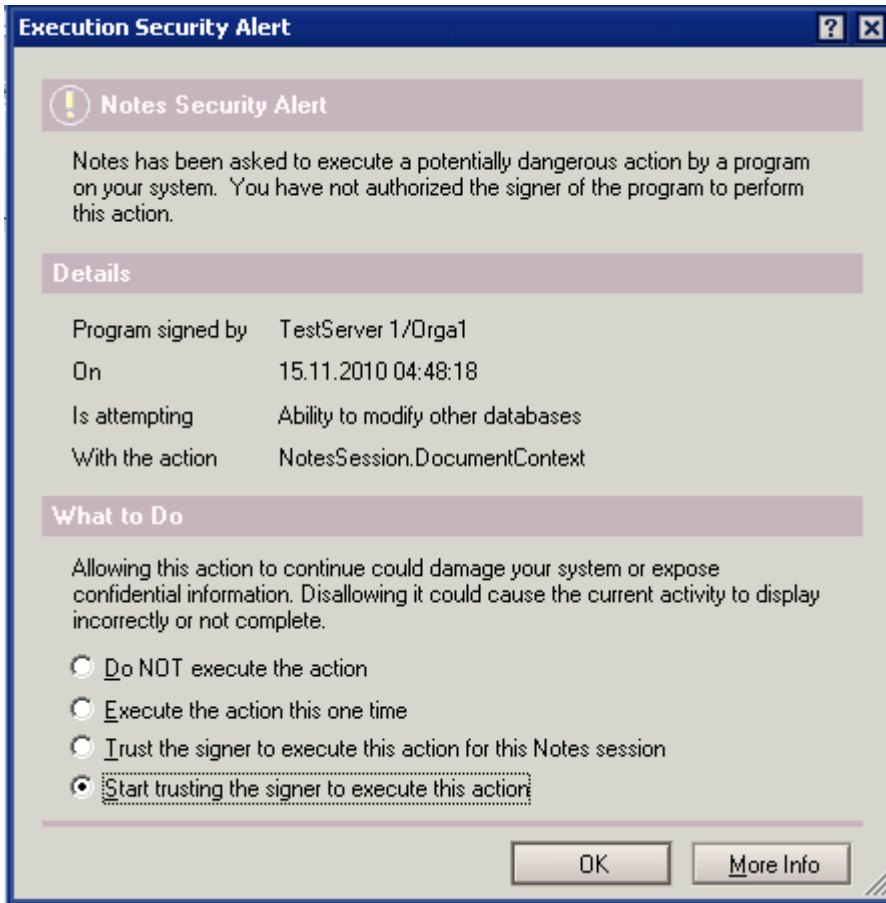 Execution Security Alert
Notes Security Alert
Notes has been asked to execute a potentially dangerous action by a program
on your system. You have not authorized the signer of the program to perform
this action.
Details
Program signed by TestServer 1/Orga1
On 15.11.2010 04:48:18
Is attempting Ability to modify other databases
With the action NotesSession.DocumentContext
What to Do
Allowing this action to continue could damage your system or expose
confidential information. Disallowing it could cause the current activity to display
incorrectly or not complete.
Do NOT execute the action
Execute the action this one time
Trust the signer to execute this action for this Notes session
Start trusting the signer to execute this action
OK More Info